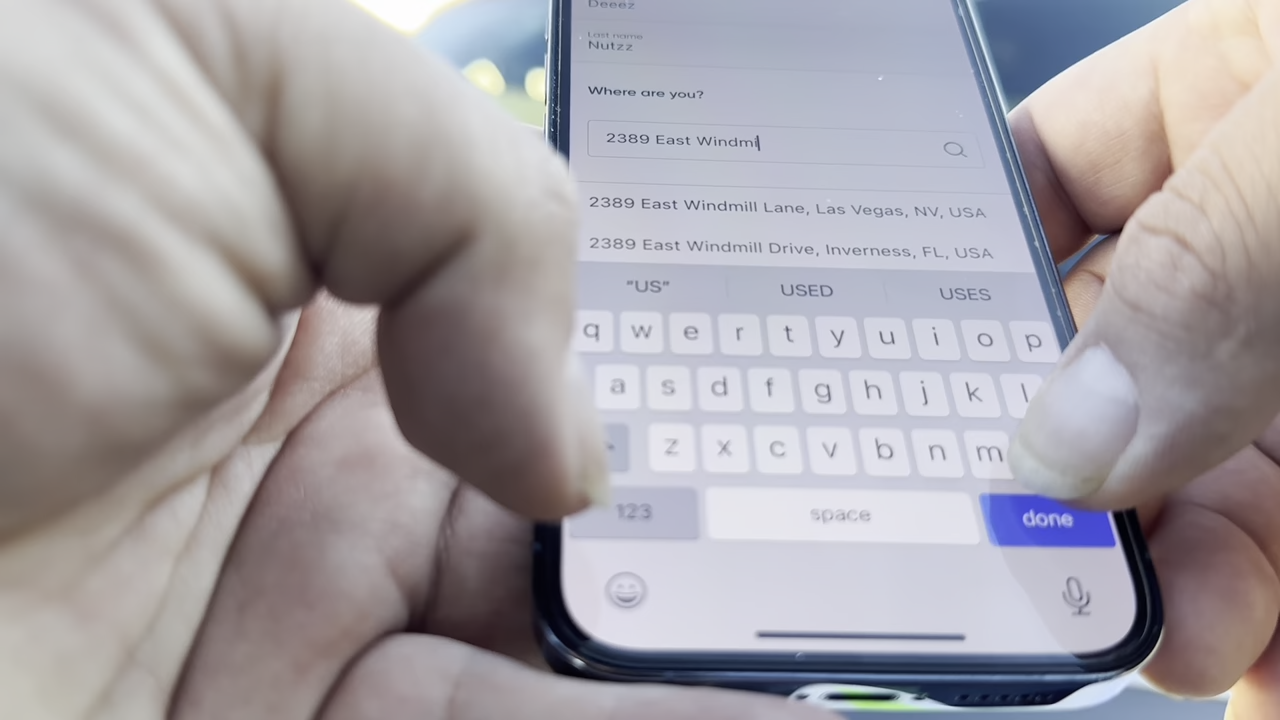 Deeez
Last name
Nutzz
Where are you?
2389 East Windmi
2389 East Windmill Lane, Las Vegas, NV, USA
2389 East Windmill Drive, Inverness, FL, USA
"US" USED USES
q w e r t y u i o p
a s d f g h j k l
z x c v b n m
123 space done